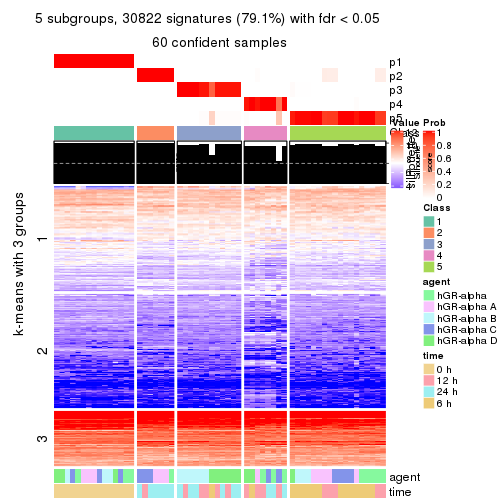 5 subgroups, 30822 signatures (79.1%) with fdr < 0.05
60 confident samples
p1
p2
p3
p4
p5
Class
k-means with 3 groups
1
2
3
agent
time
Value
Prob
1
0.8
0.6
0.4
0.2
0
Silhouette
score
Class
1
2
3
4
5
agent
hGR-alpha
hGR-alpha A
hGR-alpha B
hGR-alpha C
hGR-alpha D
time
0 h
12 h
24 h
6 h